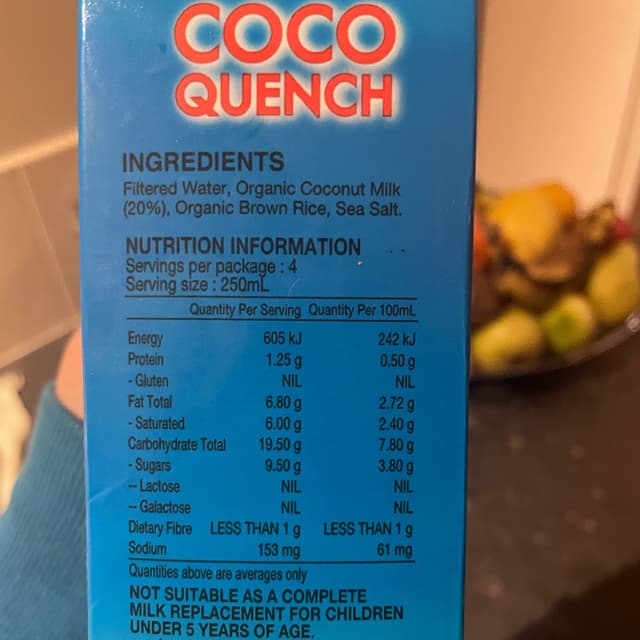 COCO
QUENCH
INGREDIENTS
Filtered Water, Organic Coconut Milk
(20%), Organic Brown Rice, Sea Salt.
NUTRITION INFORMATION
Servings per package : 4
Serving size : 250mL
Quantity Per Serving Quantity Per 100mL
Energy 605 kJ 242 kJ
Protein 1.25 g 0.50 g
- Gluten NIL NIL
Fat Total 6.80 g 2.72 g
- Saturated 6.00 g 2.40 g
Carbohydrate Total 19.50 g 7.80 g
- Sugars 9.50 g 3.80 g
-- Lactose NIL NIL
-- Galactose NIL NIL
Dietary Fibre LESS THAN 1 g LESS THAN 1 g
Sodium 153 mg 61 mg
Quantities above are averages only
NOT SUITABLE AS A COMPLETE
MILK REPLACEMENT FOR CHILDREN
UNDER 5 YEARS OF AGE.